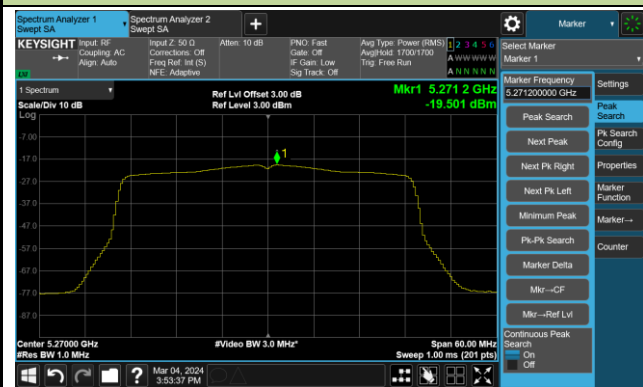 Spectrum Analyzer 1
Swept SA
Spectrum Analyzer 2
Swept SA
+
Marker
KEYSIGHT
Input: RF
Coupling: AC
Align: Auto
Input Z: 50 Ω
Corrections: Off
Freq Ref: Int (S)
NFE: Adaptive
Atten: 10 dB
PNO: Fast
Gate: Off
IF Gain: Low
Sig Track: Off
Avg Type: Power (RMS)
Avg|Hold: 1700/1700
Trig: Free Run
1 2 3 4 5 6
A W W W W W
A N N N N N
Select Marker
Marker 1
1 Spectrum
Scale/Div 10 dB
Log
Ref Lvl Offset 3.00 dB
Ref Level 3.00 dBm
Mkr1 5.271 2 GHz
-19.501 dBm
-7.00
-17.0
-27.0
-37.0
-47.0
-57.0
-67.0
-77.0
-87.0
1
Center 5.27000 GHz
#Res BW 1.0 MHz
#Video BW 3.0 MHz*
Span 60.00 MHz
Sweep 1.00 ms (201 pts)
Marker Frequency
5.271200000 GHz
Peak Search
Next Peak
Next Pk Right
Next Pk Left
Minimum Peak
Pk-Pk Search
Marker Delta
Mkr→CF
Mkr→Ref Lvl
Continuous Peak
Search
On
Off
Settings
Peak
Search
Pk Search
Config
Properties
Marker
Function
Marker→
Counter
?
Mar 04, 2024
3:53:37 PM